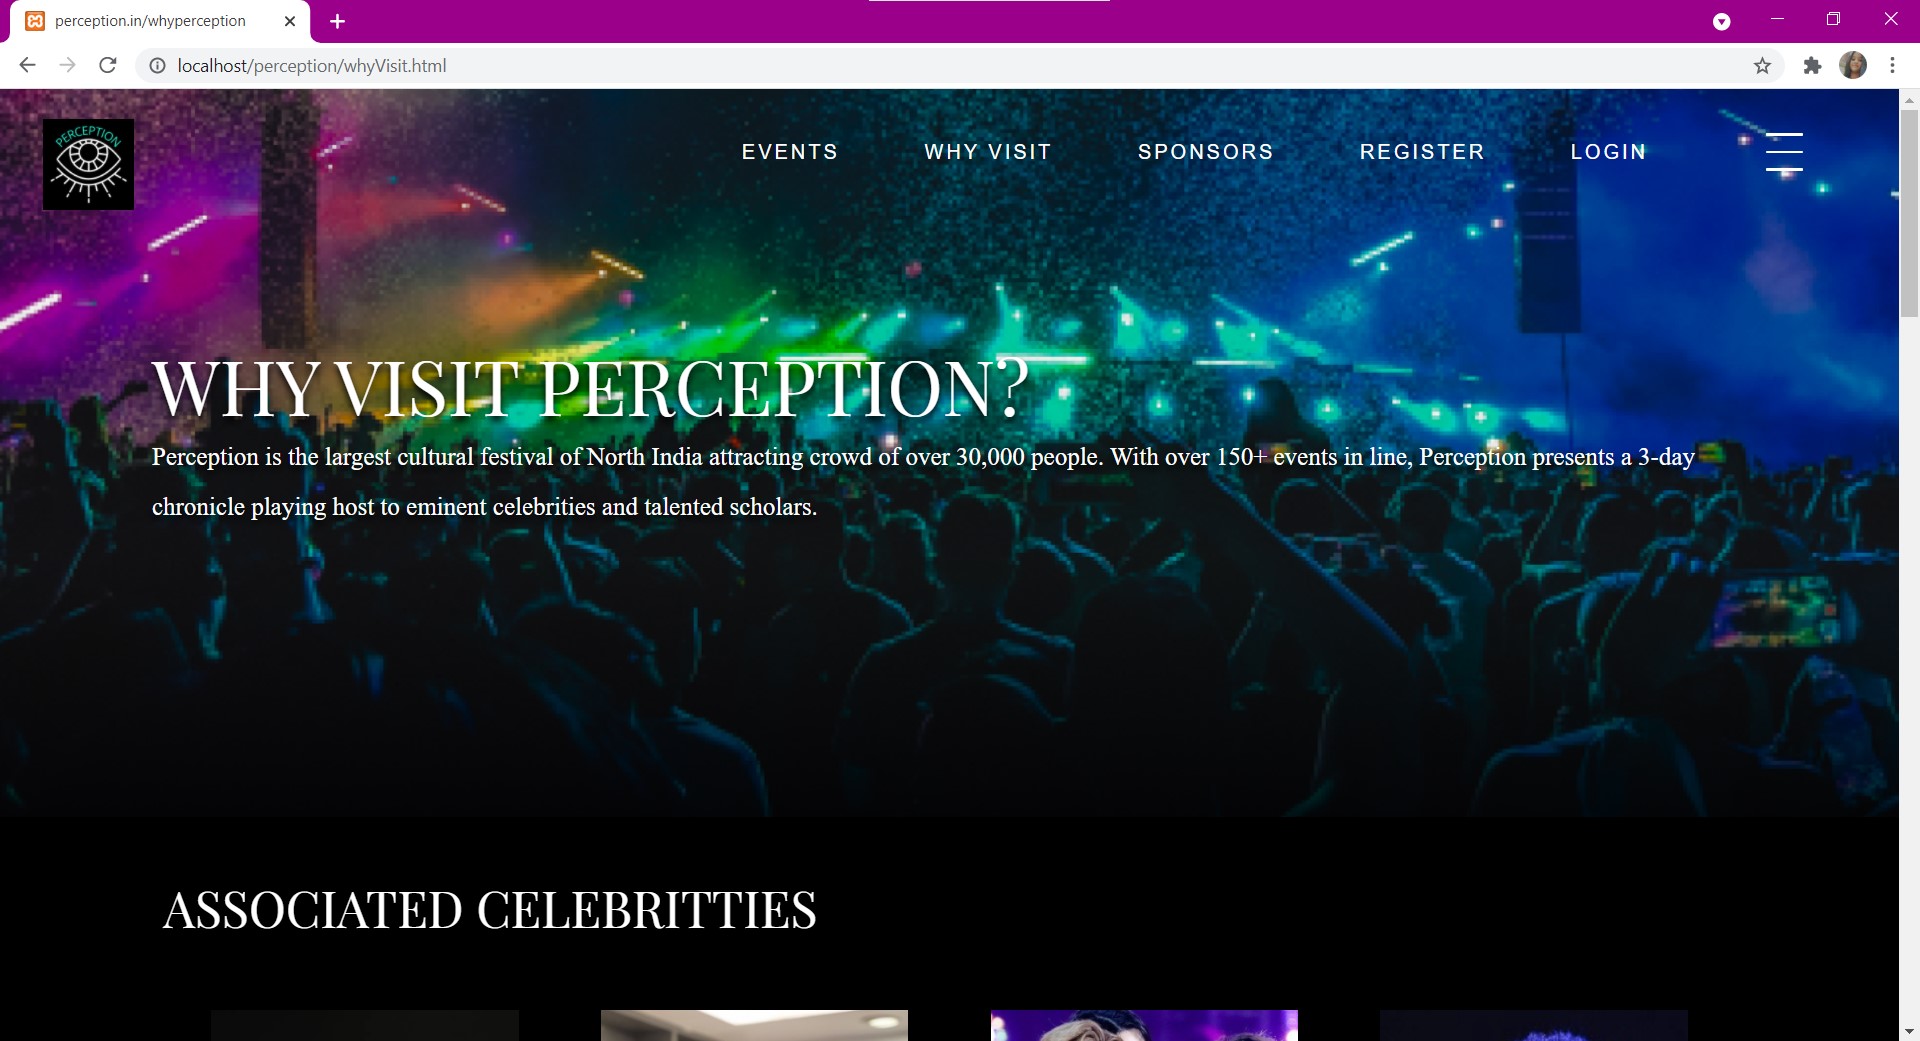 perception.in/whyperception
localhost/perception/whyVisit.html
PERCEPTION
EVENTS
WHY VISIT
SPONSORS
REGISTER
LOGIN
WHY VISIT PERCEPTION?
Perception is the largest cultural festival of North India attracting crowd of over 30,000 people. With over 150+ events in line, Perception presents a 3-day
chronicle playing host to eminent celebrities and talented scholars.
ASSOCIATED CELEBRITTIES